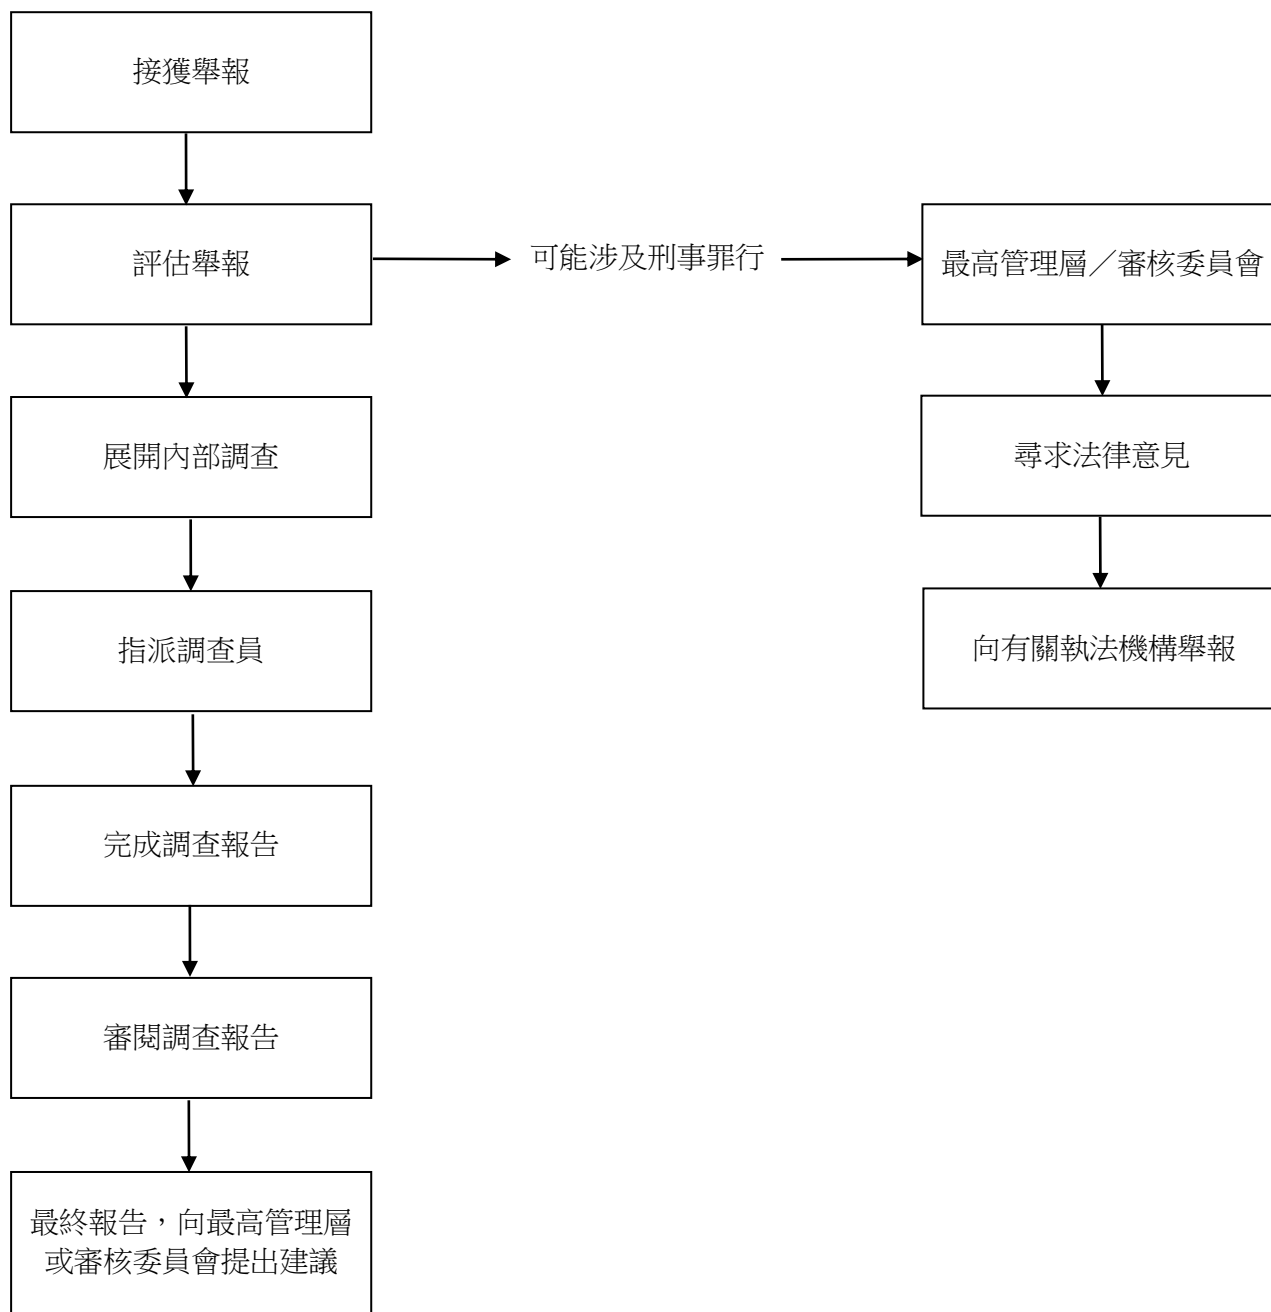 接獲舉報
評估舉報
可能涉及刑事罪行
最高管理層／審核委員會
展開內部調查
尋求法律意見
指派調查員
向有關執法機構舉報
完成調查報告
審閱調查報告
最終報告，向最高管理層
或審核委員會提出建議